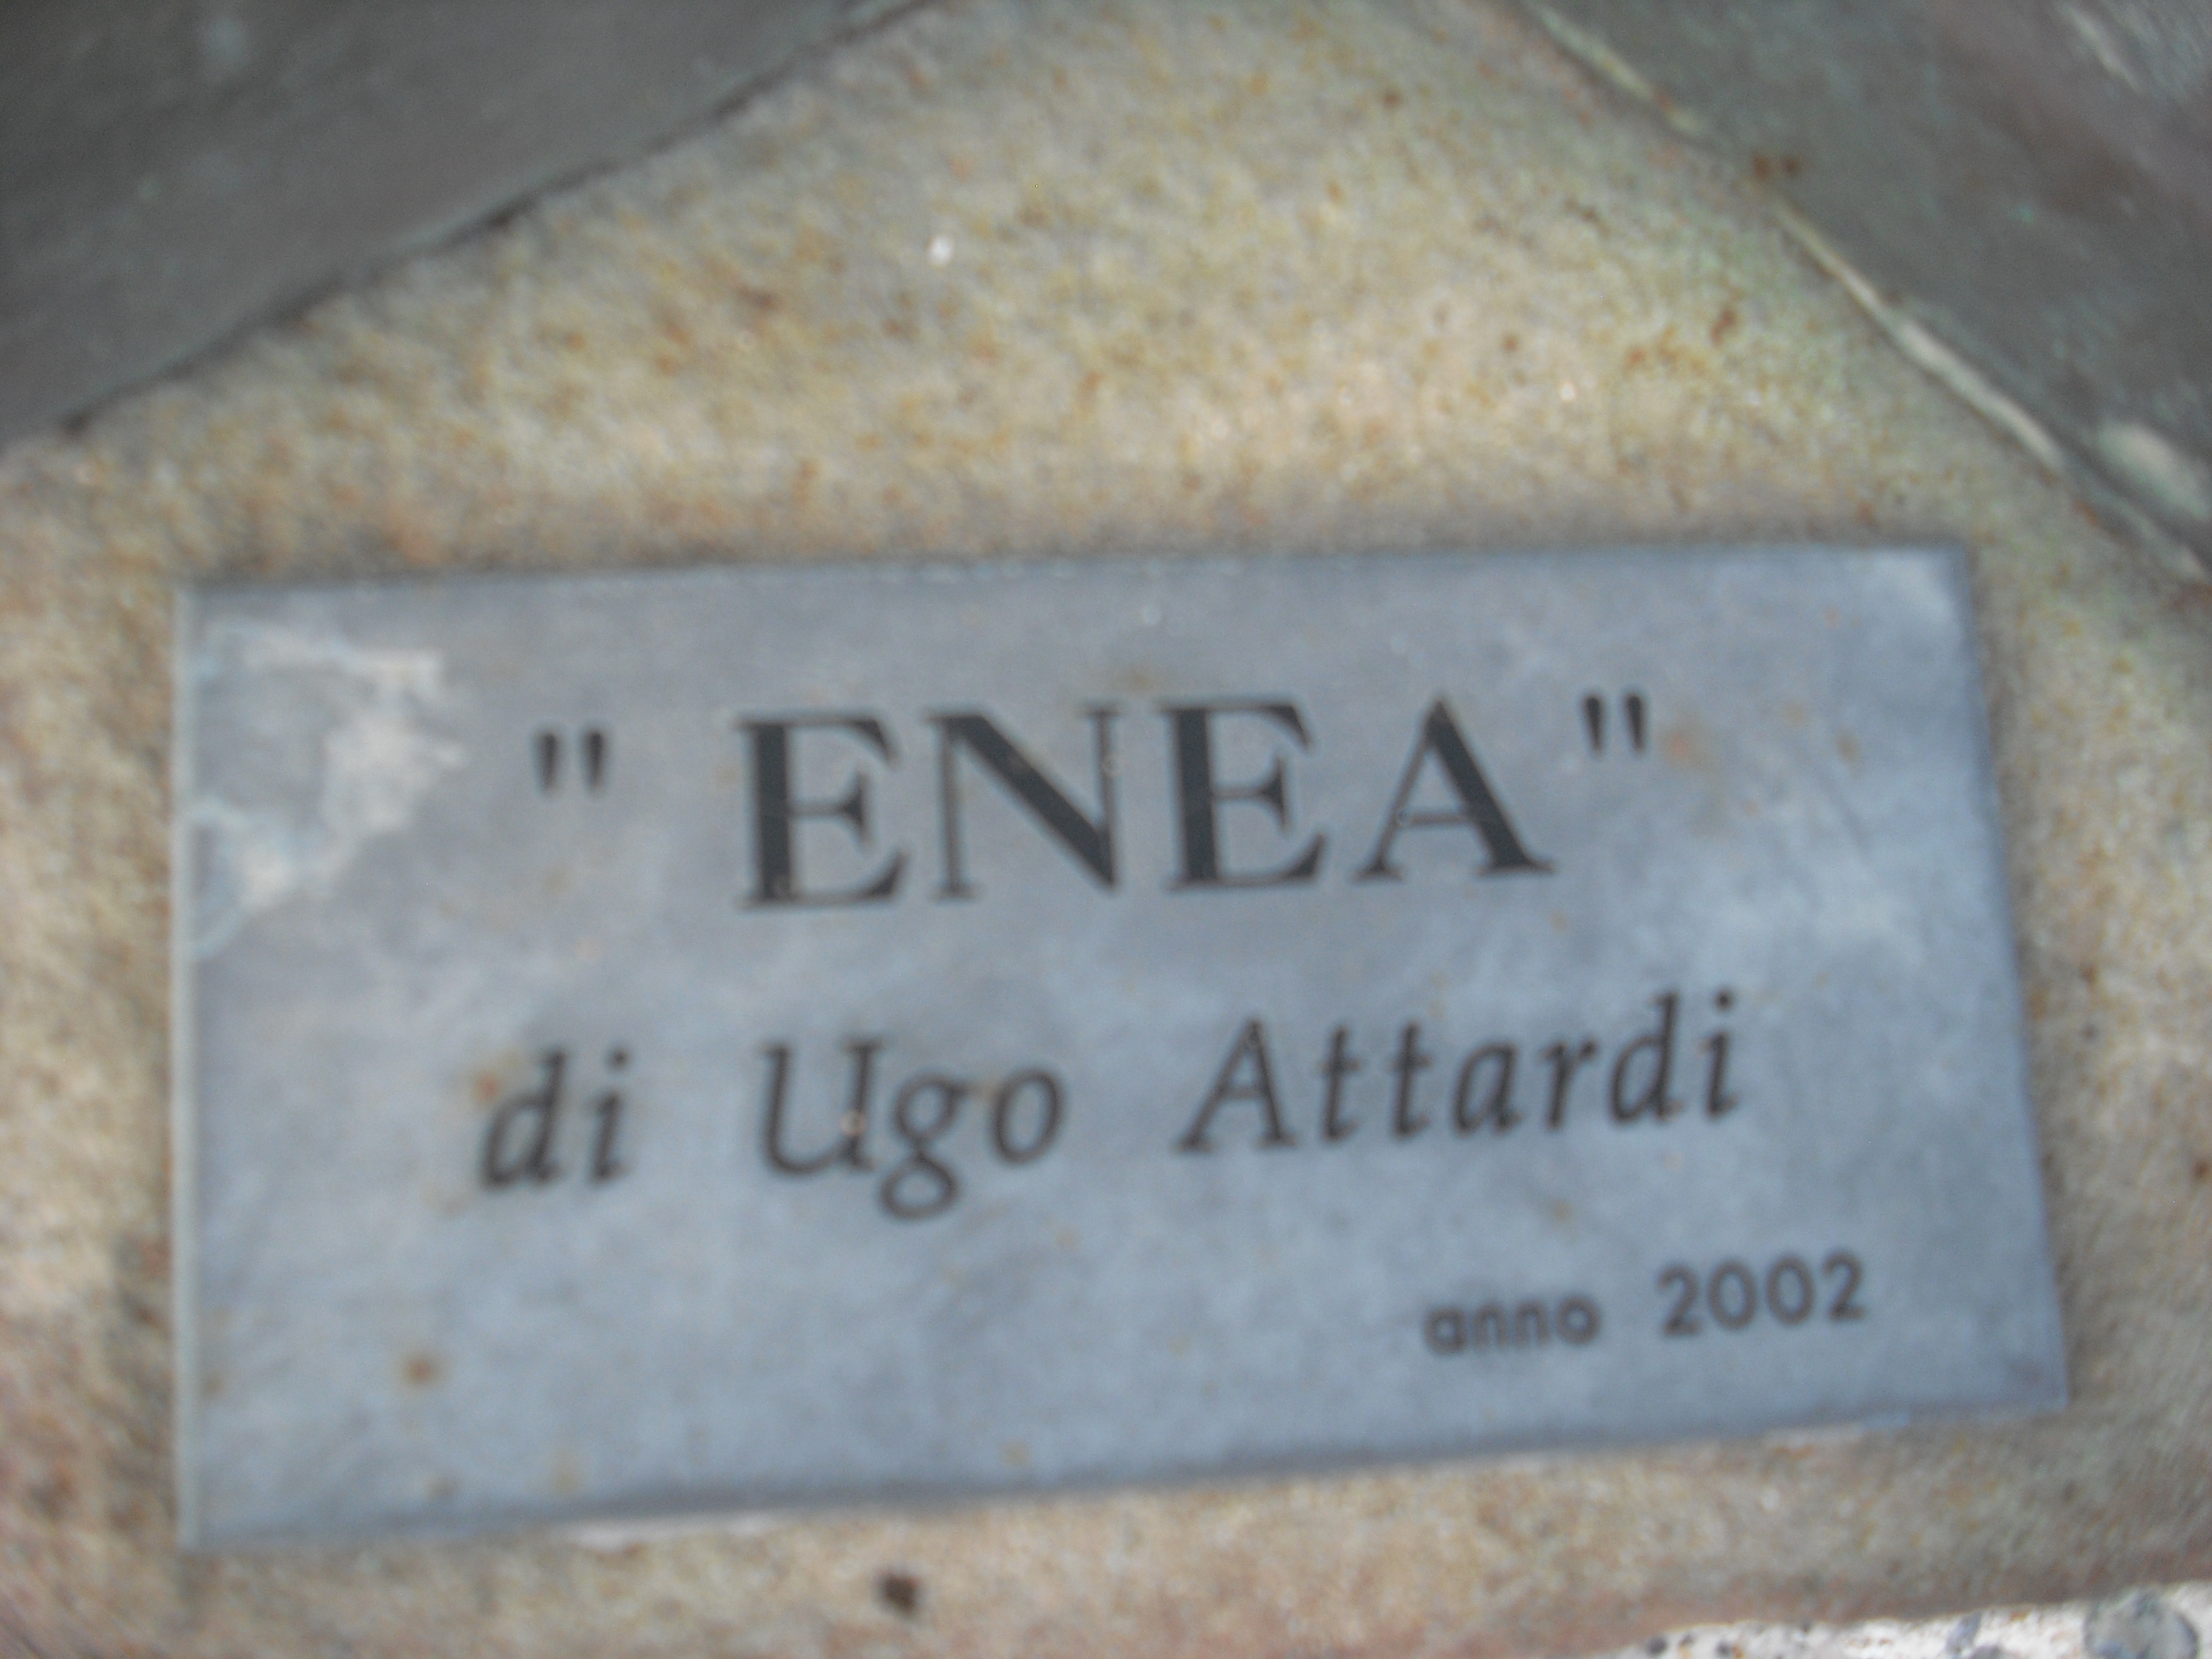 " ENEA "
di Ugo Attardi
anno 2002